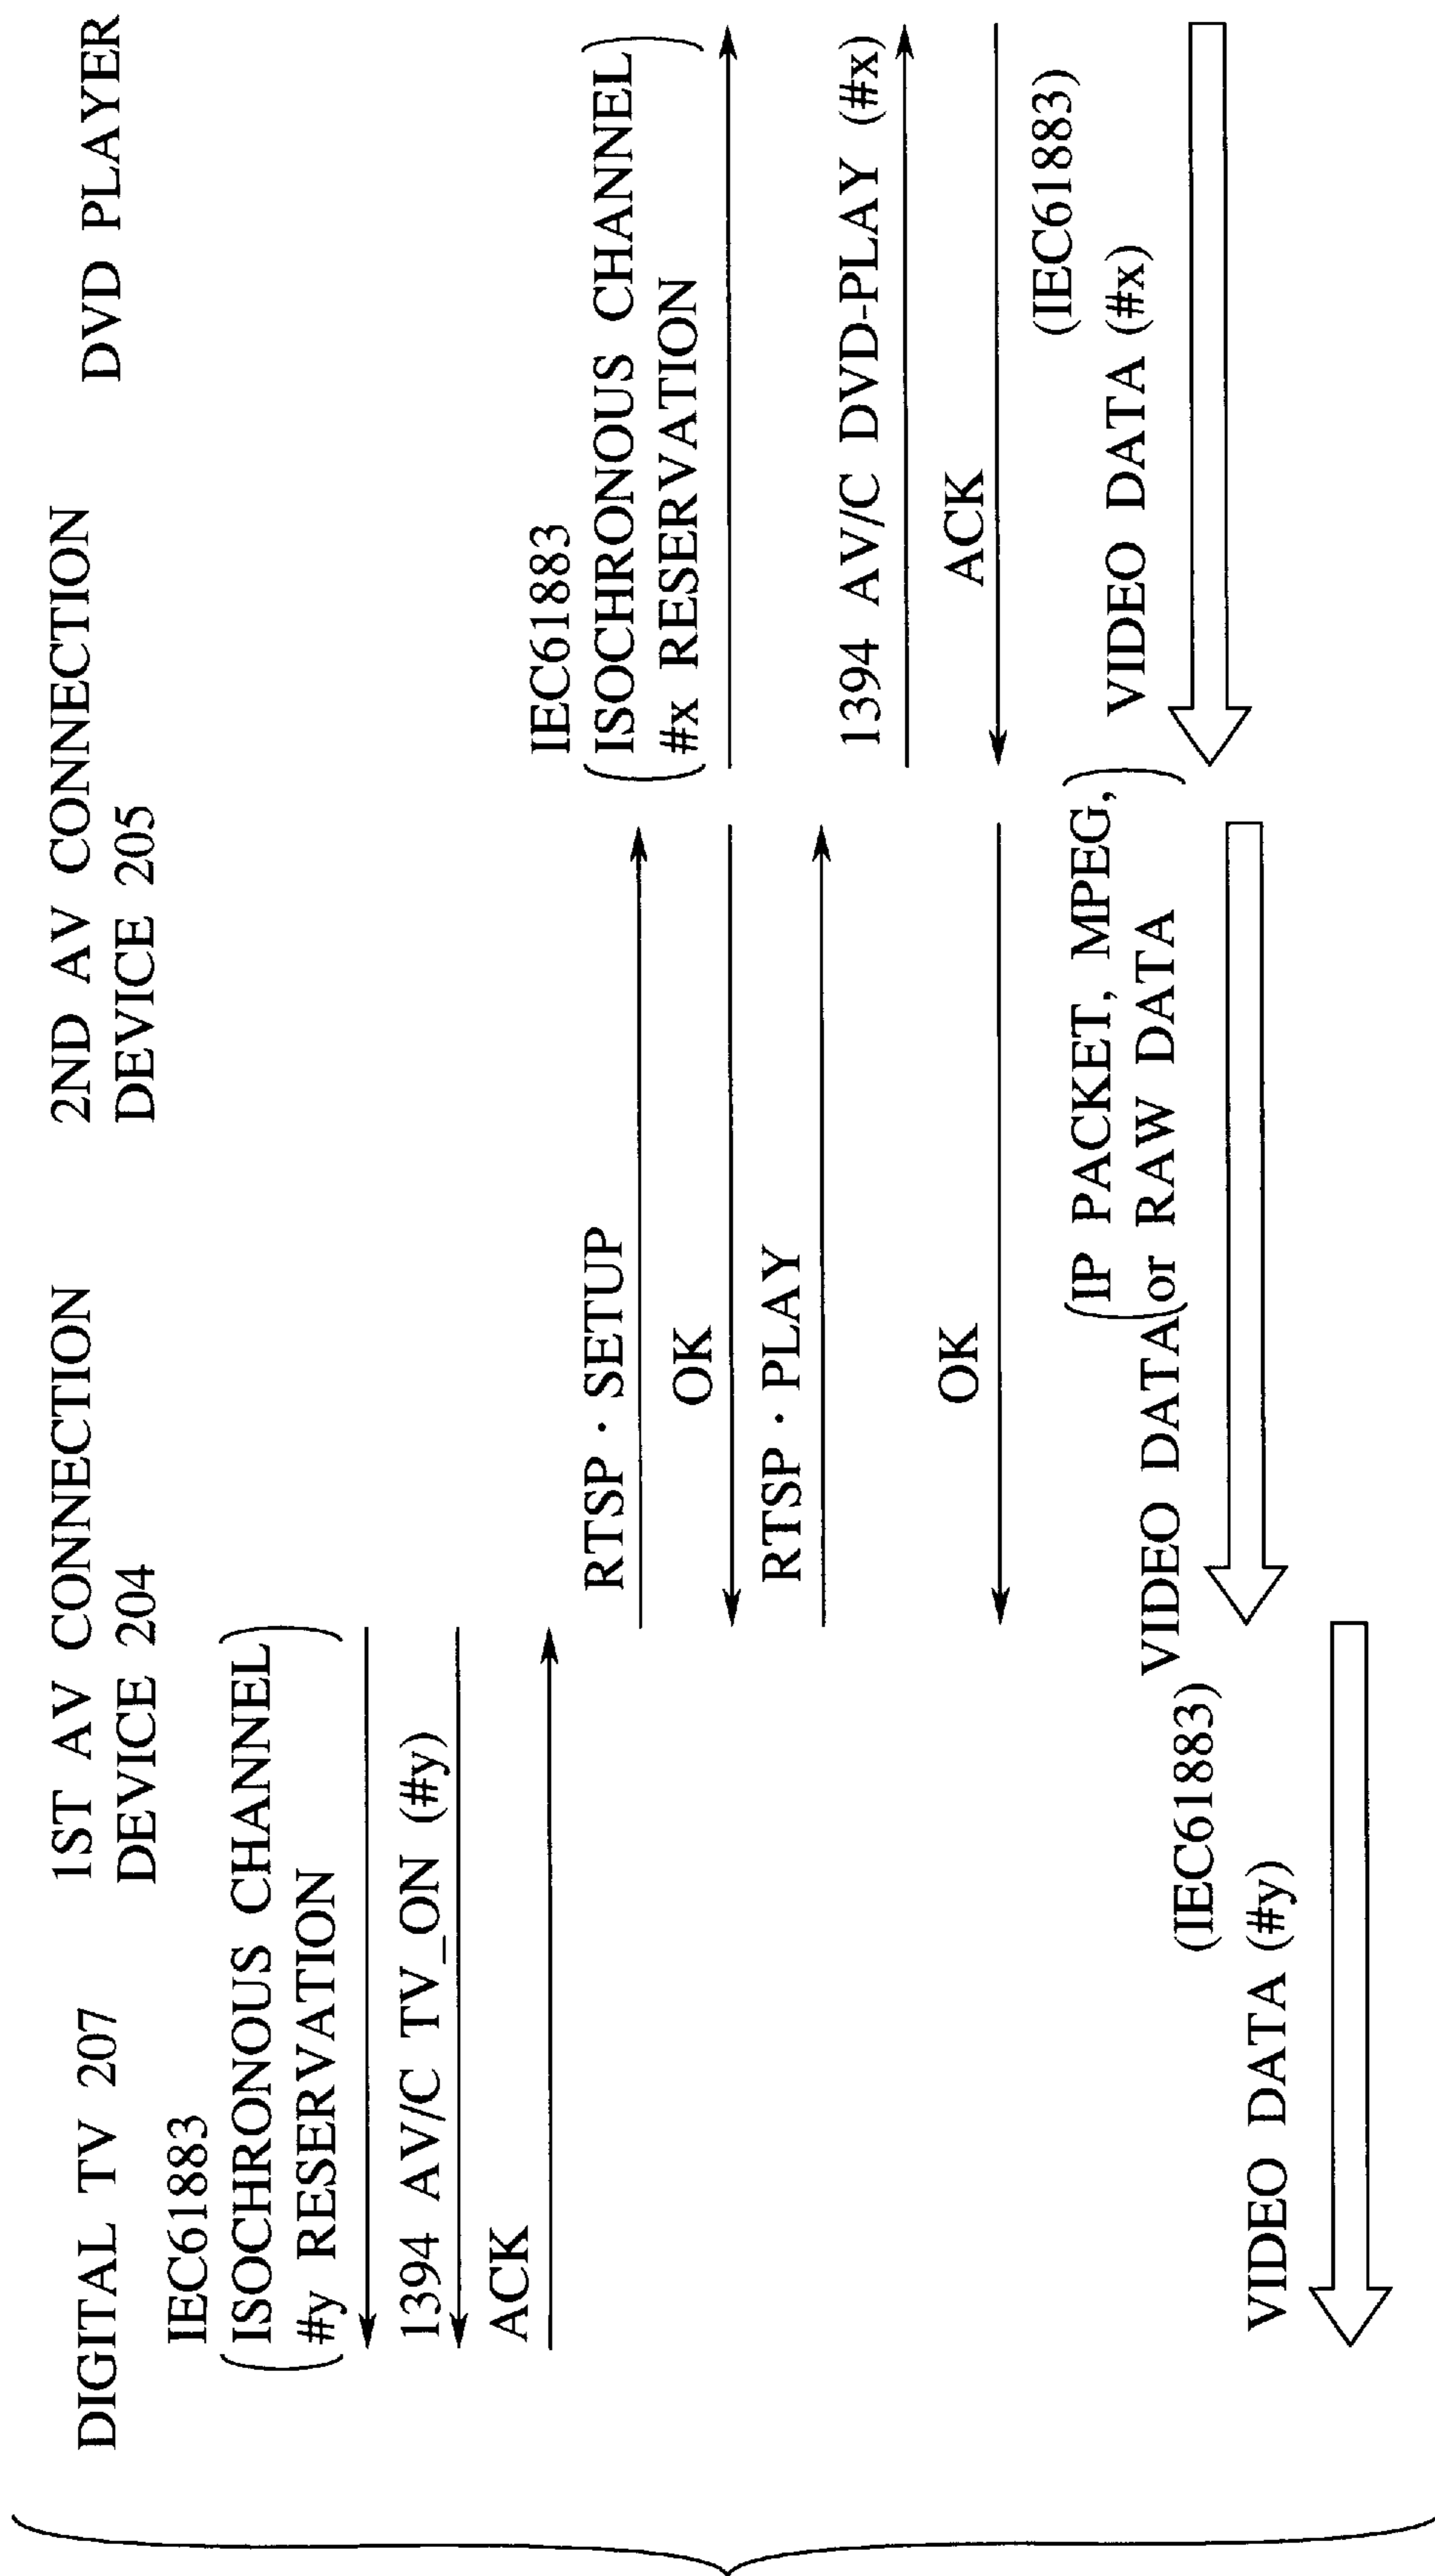 DIGITAL TV 207
1ST AV CONNECTION
DEVICE 204
2ND AV CONNECTION
DEVICE 205
DVD PLAYER
IEC61883
(ISOCHRONOUS CHANNEL
#y RESERVATION)
1394 AV/C TV_ON (#y)
ACK
RTSP · SETUP
IEC61883
(ISOCHRONOUS CHANNEL
#x RESERVATION)
OK
RTSP · PLAY
1394 AV/C DVD-PLAY (#x)
OK
ACK
(IEC61883)
VIDEO DATA (#x)
VIDEO DATA (IP PACKET, MPEG,
or RAW DATA)
(IEC61883)
VIDEO DATA (#y)